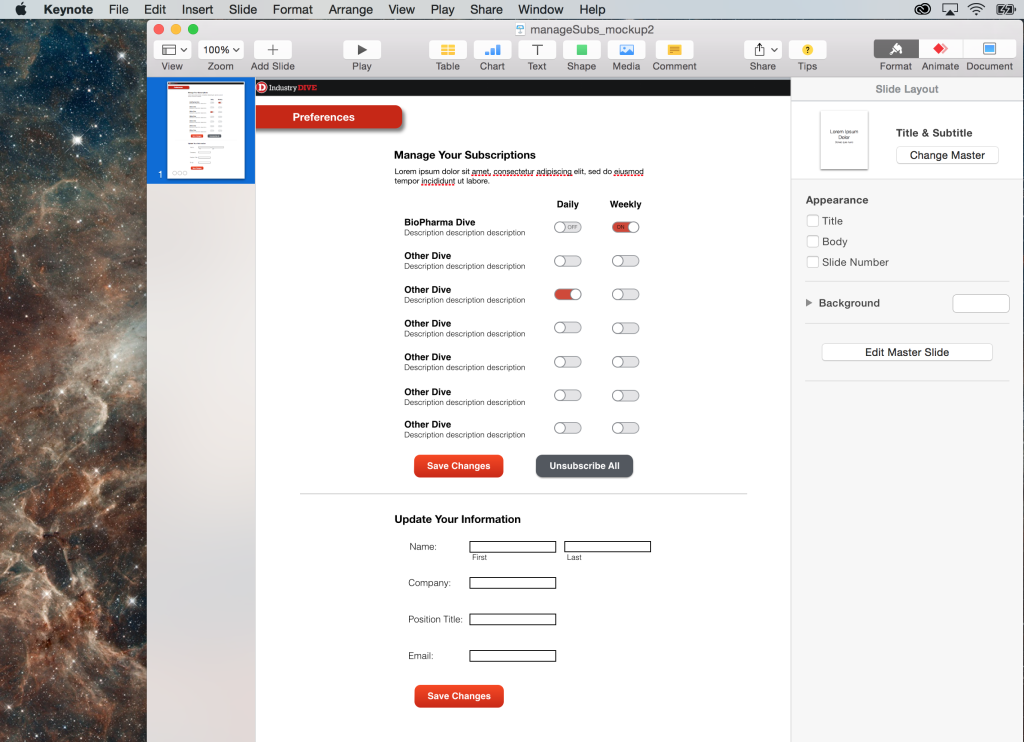 Keynote File Edit Insert Slide Format Arrange View Play Share Window Help
manageSubs_mockup2
100%
View Zoom Add Slide Play Table Chart Text Shape Media Comment Share Tips Format Animate Document
1
D Industry DIVE
Preferences
Manage Your Subscriptions
Lorem ipsum dolor sit amet, consectetur adipiscing elit, sed do eiusmod
tempor incididunt ut labore.
Daily Weekly
BioPharma Dive
Description description description
OFF ON
Other Dive
Description description description
Other Dive
Description description description
Other Dive
Description description description
Other Dive
Description description description
Other Dive
Description description description
Other Dive
Description description description
Save Changes Unsubscribe All
Update Your Information
Name:
First Last
Company:
Position Title:
Email:
Save Changes
Slide Layout
Lorem Ipsum
Dolor
Title & Subtitle
Change Master
Appearance
Title
Body
Slide Number
Background
Edit Master Slide